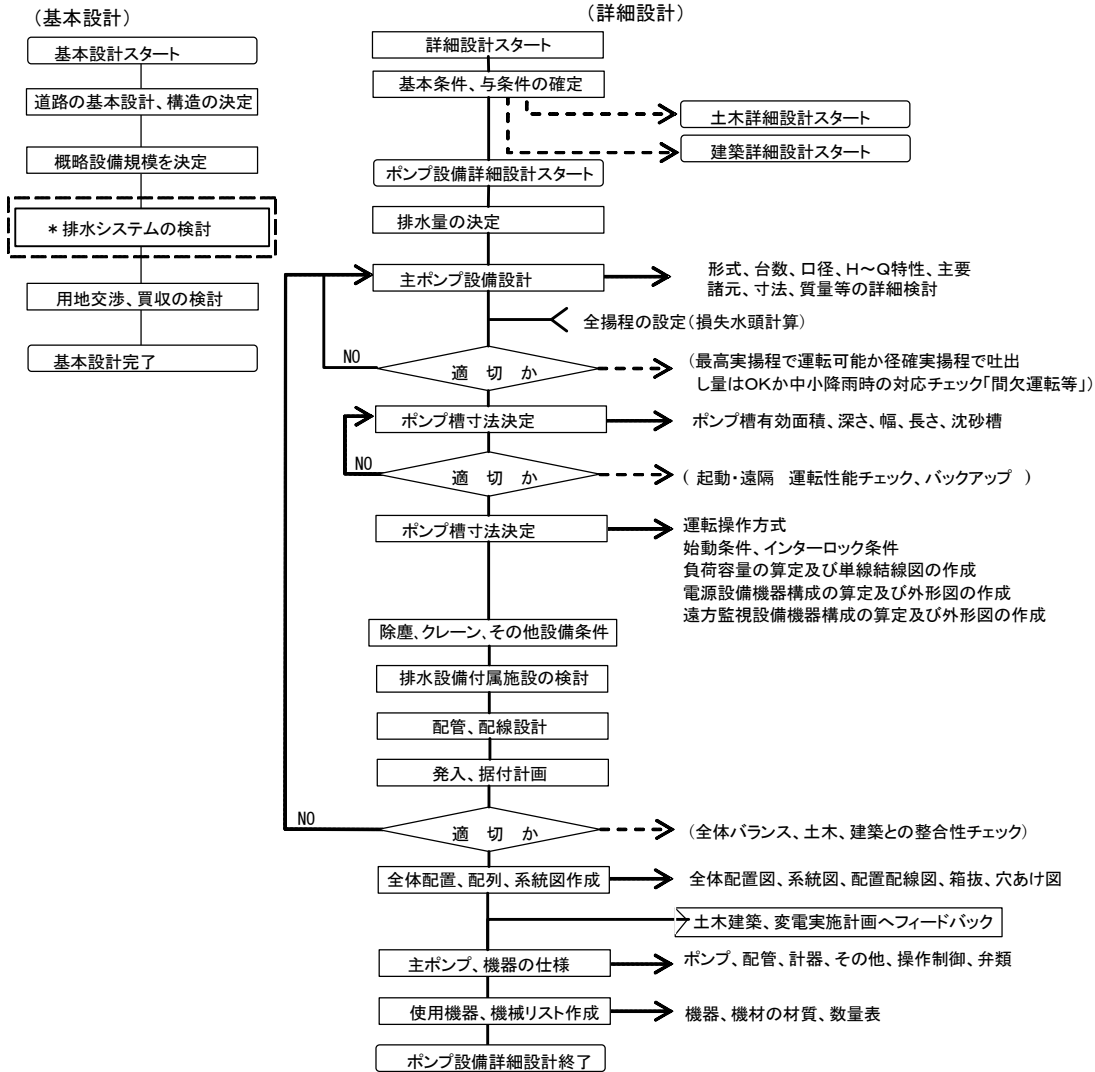 （基本設計）
基本設計スタート
道路の基本設計、構造の決定
概略設備規模を決定
＊排水システムの検討
用地交渉、買収の検討
基本設計完了
（詳細設計）
詳細設計スタート
基本条件、与条件の確定
土木詳細設計スタート
建築詳細設計スタート
ポンプ設備詳細設計スタート
排水量の決定
主ポンプ設備設計
形式、台数、口径、H～Q特性、主要
諸元、寸法、質量等の詳細検討
全揚程の設定（損失水頭計算）
NO
適 切 か
（最高実揚程で運転可能か径確実揚程で吐出
し量はOKか中小降雨時の対応チェック「間欠運転等」）
ポンプ槽寸法決定
ポンプ槽有効面積、深さ、幅、長さ、沈砂槽
NO
適 切 か
（ 起動・遠隔 運転性能チェック、バックアップ ）
ポンプ槽寸法決定
運転操作方式
始動条件、インターロック条件
負荷容量の算定及び単線結線図の作成
電源設備機器構成の算定及び外形図の作成
遠方監視設備機器構成の算定及び外形図の作成
除塵、クレーン、その他設備条件
排水設備付属施設の検討
配管、配線設計
発入、据付計画
NO
適 切 か
（全体バランス、土木、建築との整合性チェック）
全体配置、配列、系統図作成
全体配置図、系統図、配置配線図、箱抜、穴あけ図
土木建築、変電実施計画へフィードバック
主ポンプ、機器の仕様
ポンプ、配管、計器、その他、操作制御、弁類
使用機器、機械リスト作成
機器、機材の材質、数量表
ポンプ設備詳細設計終了